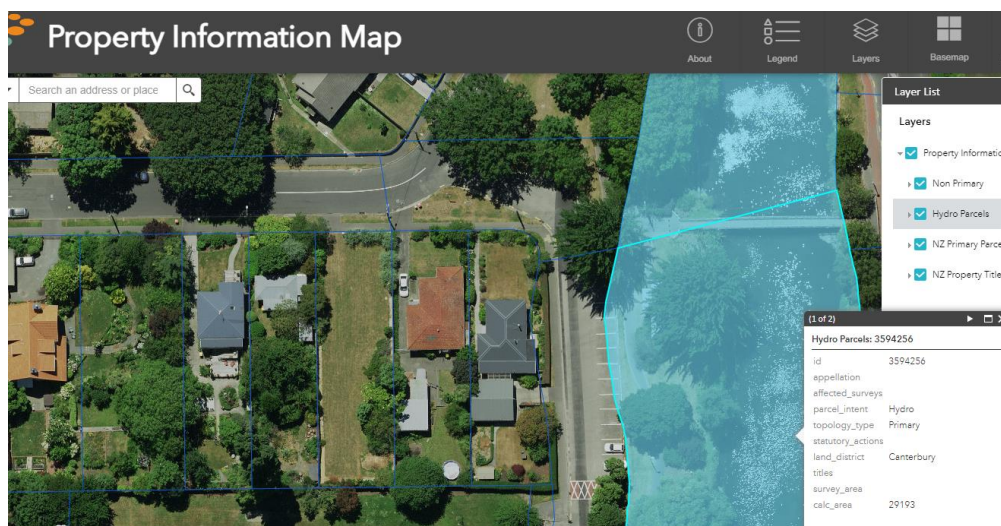 Property Information Map
About
Legend
Layers
Basemap
Search an address or place
Layer List
Layers
Property Informatio
Non Primary
Hydro Parcels
NZ Primary Parce
NZ Property Title
(1 of 2)
Hydro Parcels: 3594256
id 3594256
appellation
affected_surveys
parcel_intent Hydro
topology_type Primary
statutory_actions
land_district Canterbury
titles
survey_area
calc_area 29193